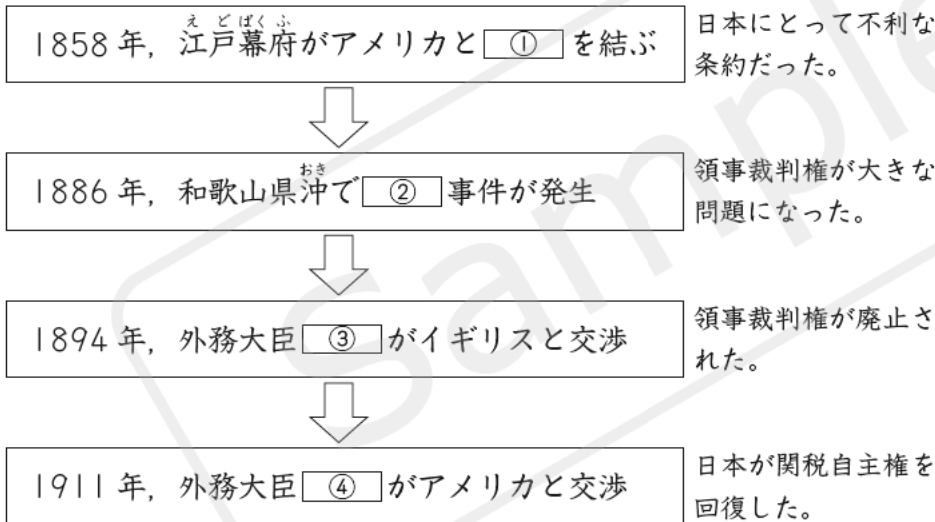 1858年，江戸幕府がアメリカと ① を結ぶ
えどばくふ
日本にとって不利な
条約だった。
1886年，和歌山県沖で ② 事件が発生
おき
領事裁判権が大きな
問題になった。
1894年，外務大臣 ③ がイギリスと交渉
領事裁判権が廃止さ
れた。
1911年，外務大臣 ④ がアメリカと交渉
日本が関税自主権を
回復した。
Sample